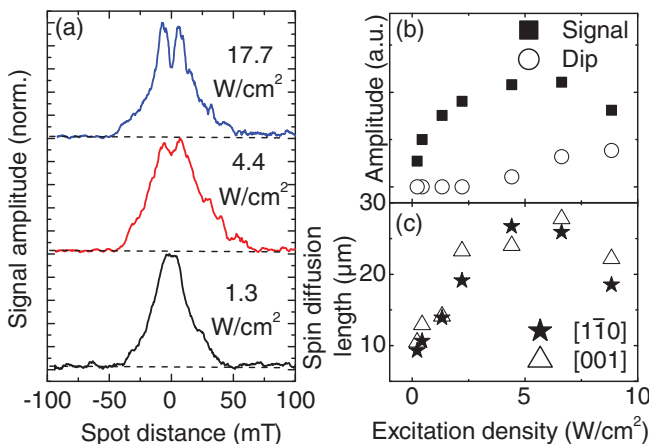 (a)
17.7
W/cm²
4.4
W/cm²
1.3
W/cm²
Signal amplitude (norm.)
-100
-50
0
50
100
Spot distance (mT)
(b)
Signal
Dip
Amplitude (a.u.)
(c)
30
20
10
Spin diffusion
length (µm)
[11̄0]
[001]
0
5
10
Excitation density (W/cm²)